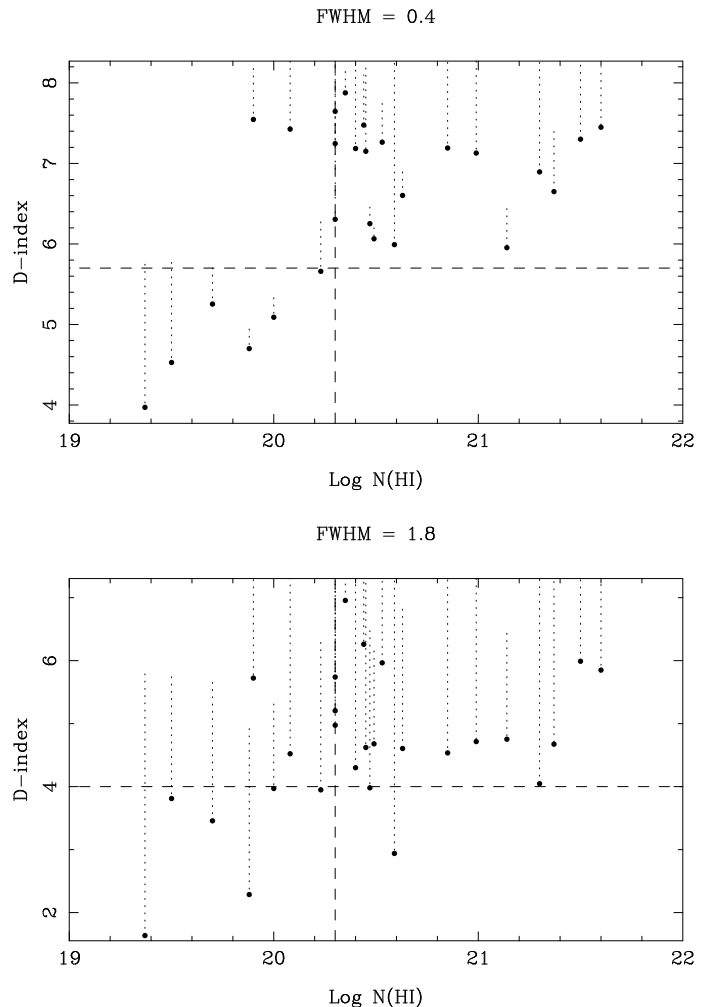 FWHM = 0.4
8
7
6
5
4
D-index
19 20 21 22
Log N(HI)
FWHM = 1.8
6
4
2
D-index
19 20 21 22
Log N(HI)